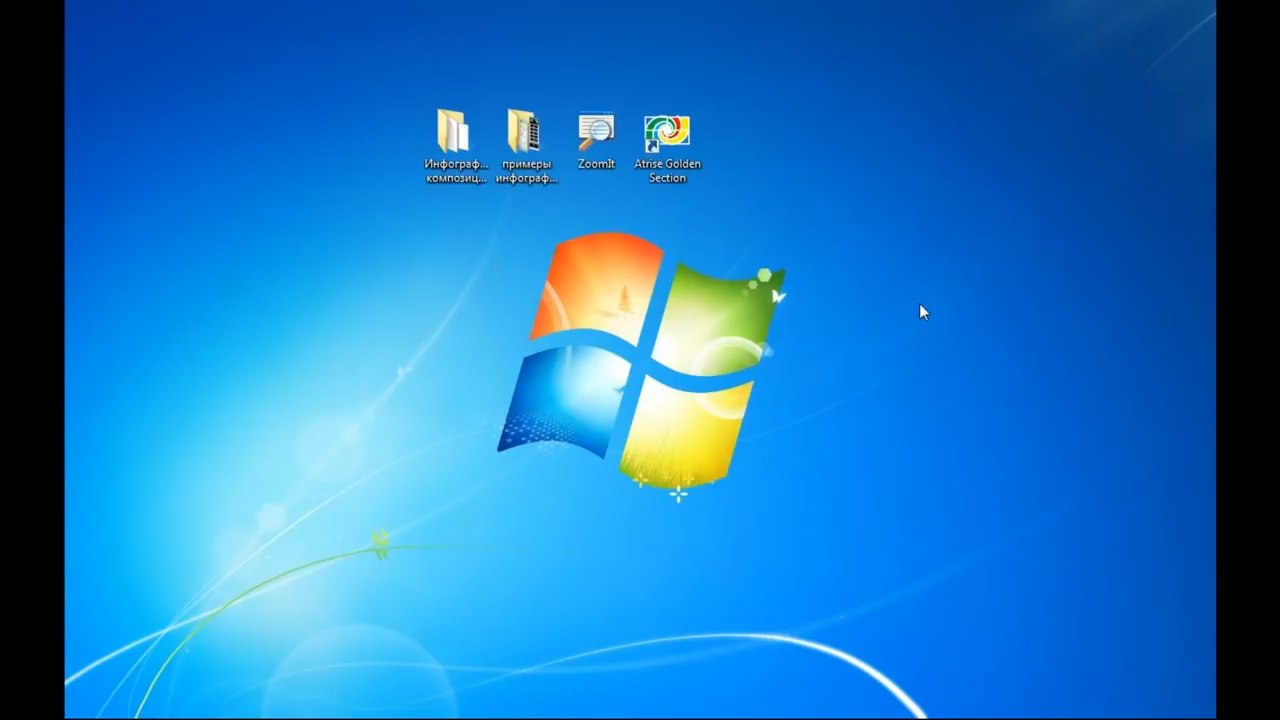 Инфограф...
композиц...
примеры
инфограф...
ZoomIt
Atrise Golden
Section